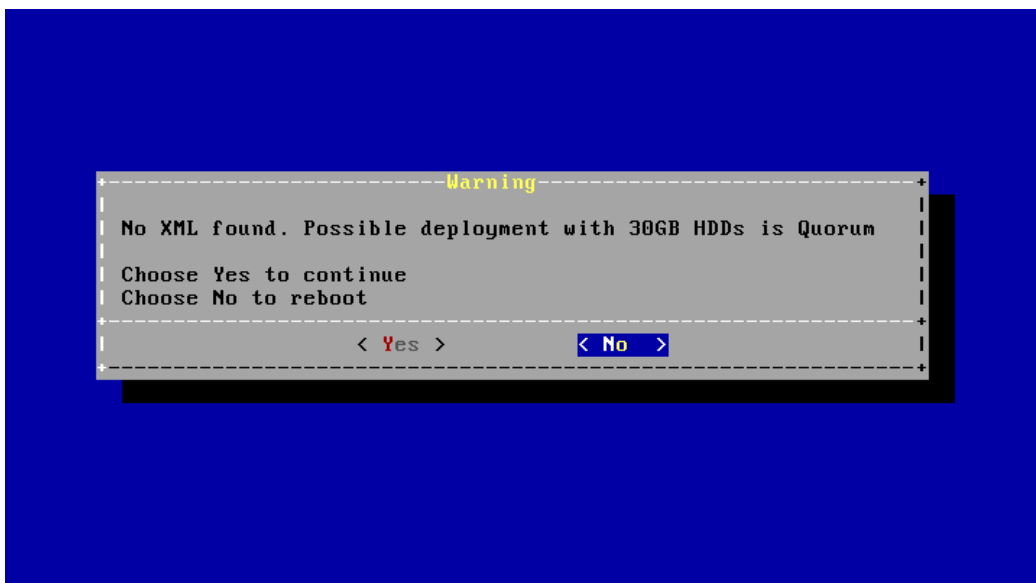 Warning
No XML found. Possible deployment with 30GB HDDs is Quorum
Choose Yes to continue
Choose No to reboot
< Yes > < No >